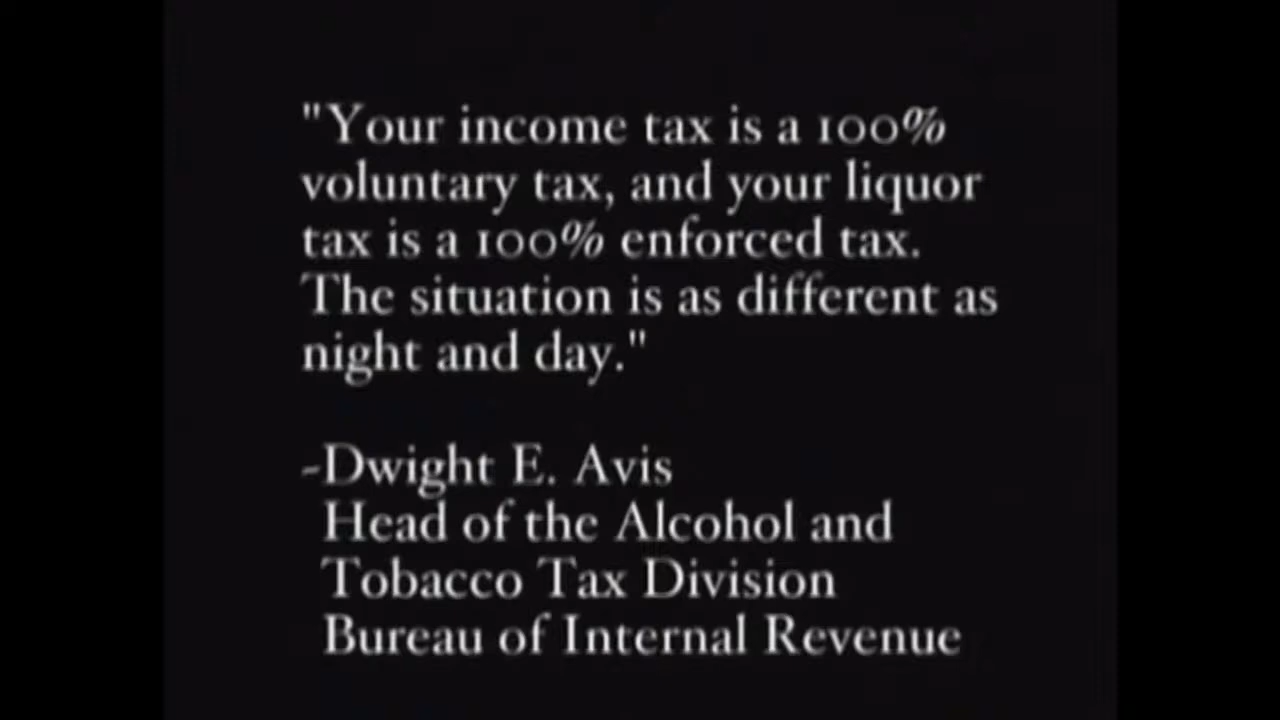 "Your income tax is a 100%
voluntary tax, and your liquor
tax is a 100% enforced tax.
The situation is as different as
night and day."
-Dwight E. Avis
Head of the Alcohol and
Tobacco Tax Division
Bureau of Internal Revenue